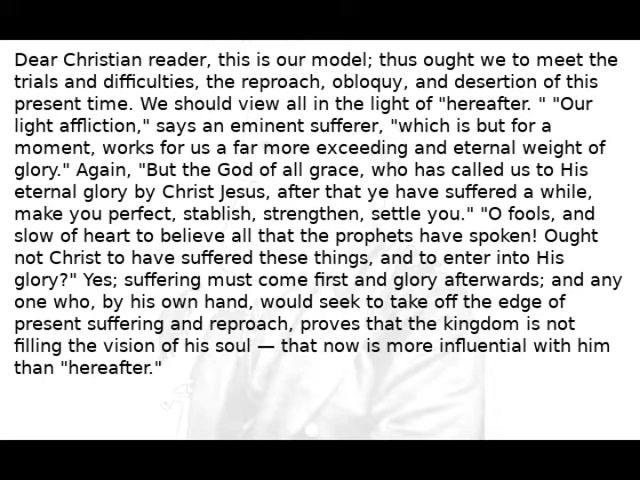 Dear Christian reader, this is our model; thus ought we to meet the
trials and difficulties, the reproach, obloquy, and desertion of this
present time. We should view all in the light of "hereafter. " "Our
light affliction," says an eminent sufferer, "which is but for a
moment, works for us a far more exceeding and eternal weight of
glory." Again, "But the God of all grace, who has called us to His
eternal glory by Christ Jesus, after that ye have suffered a while,
make you perfect, stablish, strengthen, settle you." "O fools, and
slow of heart to believe all that the prophets have spoken! Ought
not Christ to have suffered these things, and to enter into His
glory?" Yes; suffering must come first and glory afterwards; and any
one who, by his own hand, would seek to take off the edge of
present suffering and reproach, proves that the kingdom is not
filling the vision of his soul — that now is more influential with him
than "hereafter."